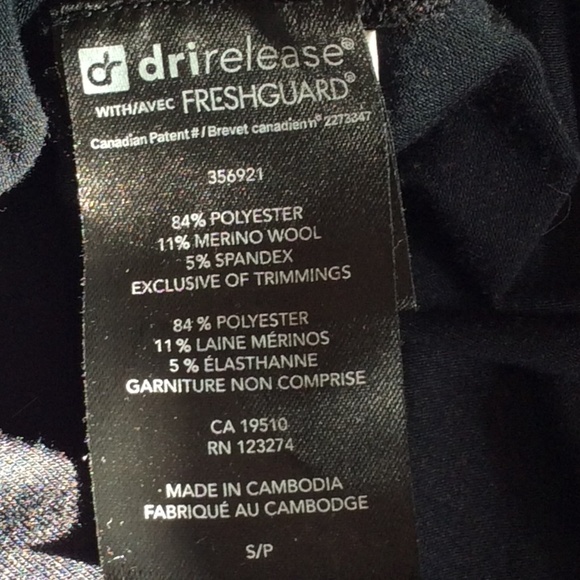 dr drirelease®
WITH/AVEC FRESHGUARD®
Canadian Patent # / Brevet canadien n° 2273347
356921
84% POLYESTER
11% MERINO WOOL
5% SPANDEX
EXCLUSIVE OF TRIMMINGS
84 % POLYESTER
11 % LAINE MÉRINOS
5 % ÉLASTHANNE
GARNITURE NON COMPRISE
CA 19510
RN 123274
MADE IN CAMBODIA
FABRIQUÉ AU CAMBODGE
S/P